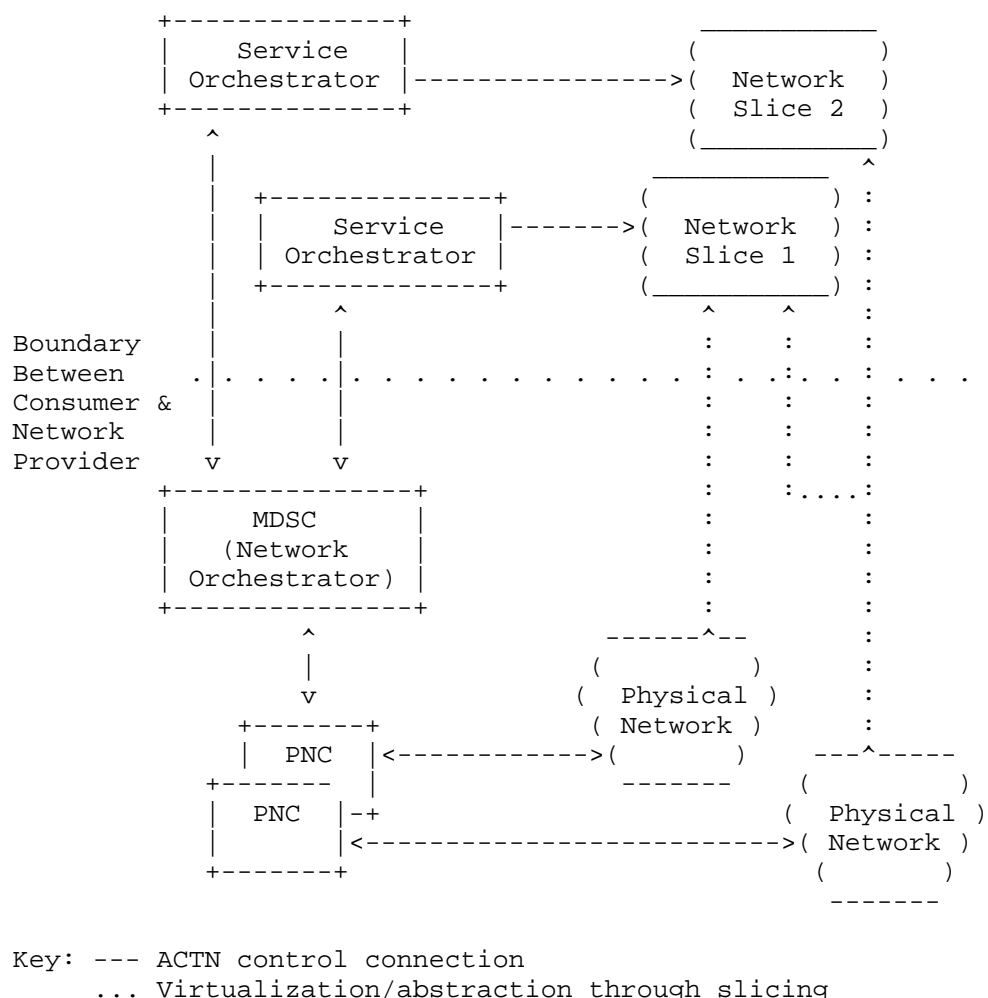 Service
Orchestrator
Network
Slice 2
Service
Orchestrator
Network
Slice 1
Boundary
Between
Consumer &
Network
Provider
MDSC
(Network
Orchestrator)
Physical
Network
PNC
PNC
Physical
Network
Key: --- ACTN control connection
... Virtualization/abstraction through slicing